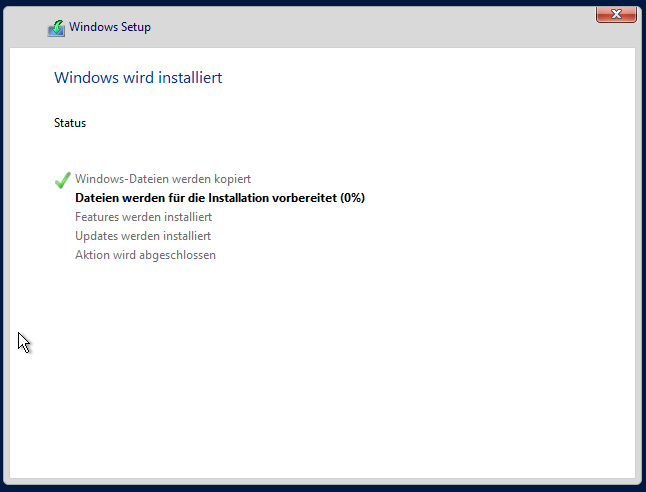 Windows Setup
Windows wird installiert
Status
Windows-Dateien werden kopiert
Dateien werden für die Installation vorbereitet (0%)
Features werden installiert
Updates werden installiert
Aktion wird abgeschlossen